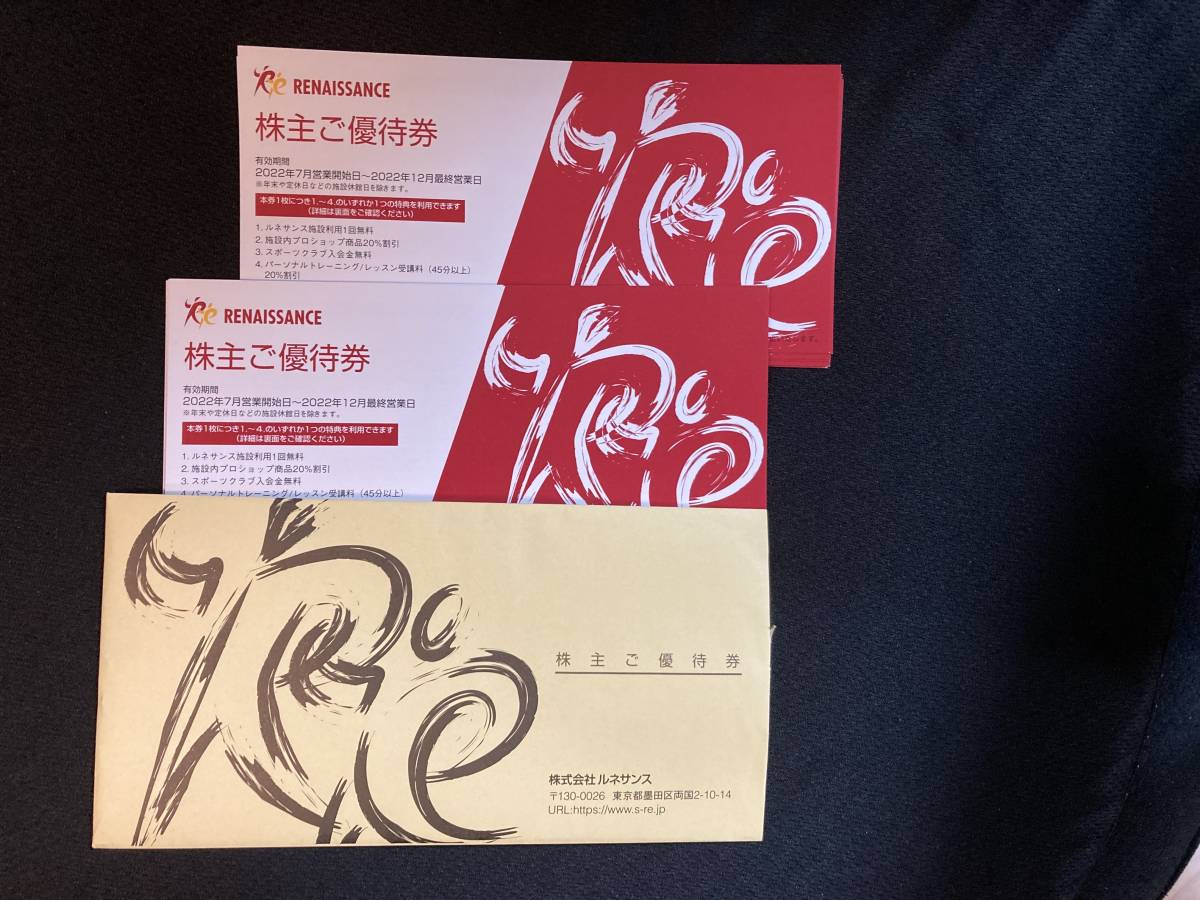 RENAISSANCE
株主ご優待券
有効期間
2022年7月営業開始日～2022年12月最終営業日
※年末や定休日などの施設休館日を除きます。
本券1枚につき1.～4.のいずれか1つの特典を利用できます
（詳細は裏面をご確認ください）
1. ルネサンス施設利用1回無料
2. 施設内プロショップ商品20%割引
3. スポーツクラブ入会金無料
4. パーソナルトレーニング/レッスン受講料（45分以上）
20%割引
RENAISSANCE
株主ご優待券
有効期間
2022年7月営業開始日～2022年12月最終営業日
※年末や定休日などの施設休館日を除きます。
本券1枚につき1.～4.のいずれか1つの特典を利用できます
（詳細は裏面をご確認ください）
1. ルネサンス施設利用1回無料
2. 施設内プロショップ商品20%割引
3. スポーツクラブ入会金無料
4. パーソナルトレーニング/レッスン受講料（45分以上）
株主ご優待券
株式会社 ルネサンス
〒130-0026 東京都墨田区両国2-10-14
URL:https://www.s-re.jp